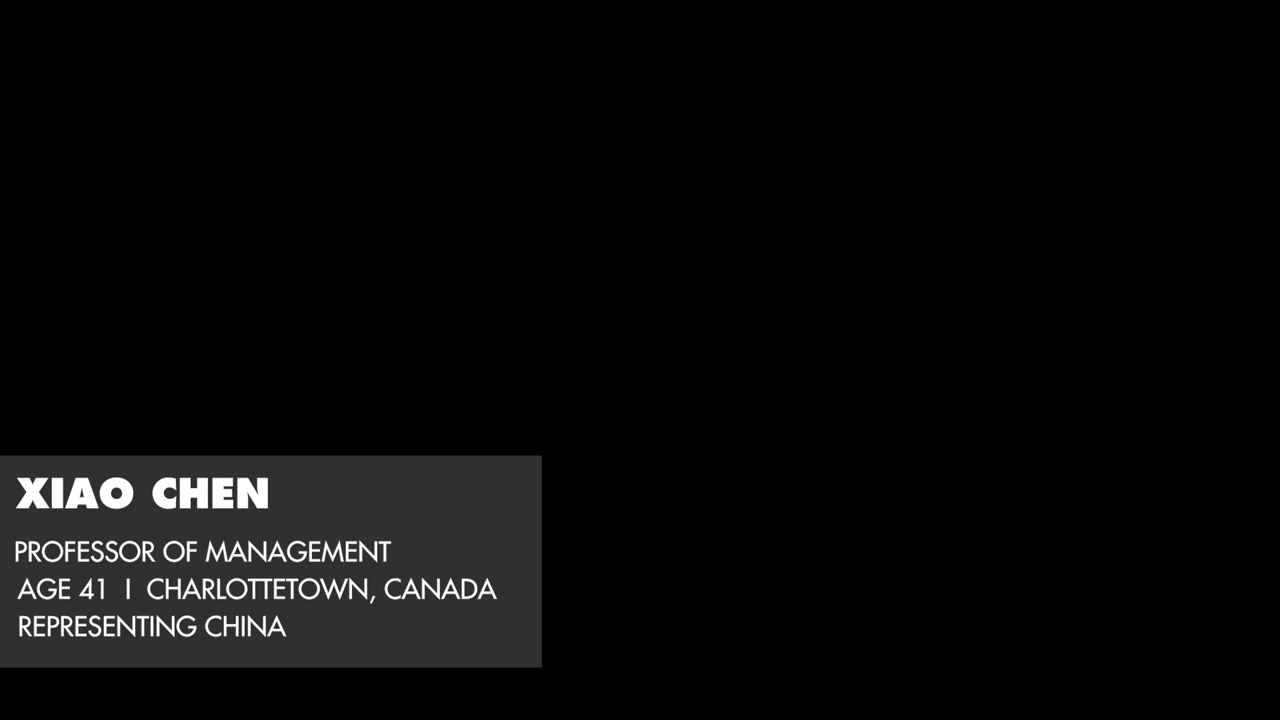 XIAO CHEN
PROFESSOR OF MANAGEMENT
AGE 41 | CHARLOTTETOWN, CANADA
REPRESENTING CHINA